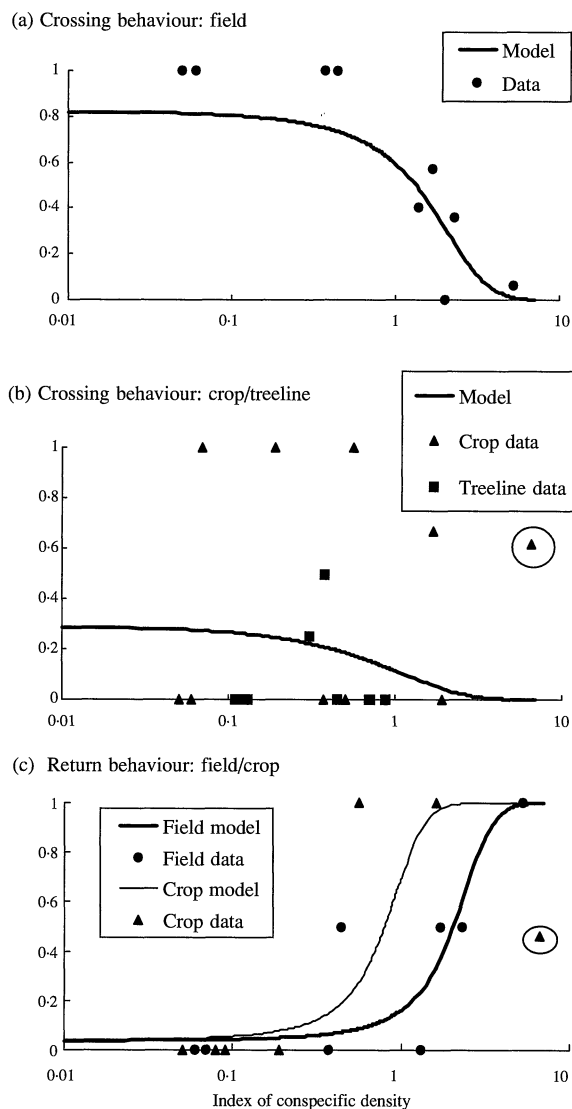 (a) Crossing behaviour: field
Model
Data
1
0·8
0·6
0·4
0·2
0
0·01 0·1 1 10
(b) Crossing behaviour: crop/treeline
Model
Crop data
Treeline data
1
0·8
0·6
0·4
0·2
0
0·01 0·1 1 10
(c) Return behaviour: field/crop
Field model
Field data
Crop model
Crop data
1
0·8
0·6
0·4
0·2
0
0·01 0·1 1 10
Index of conspecific density